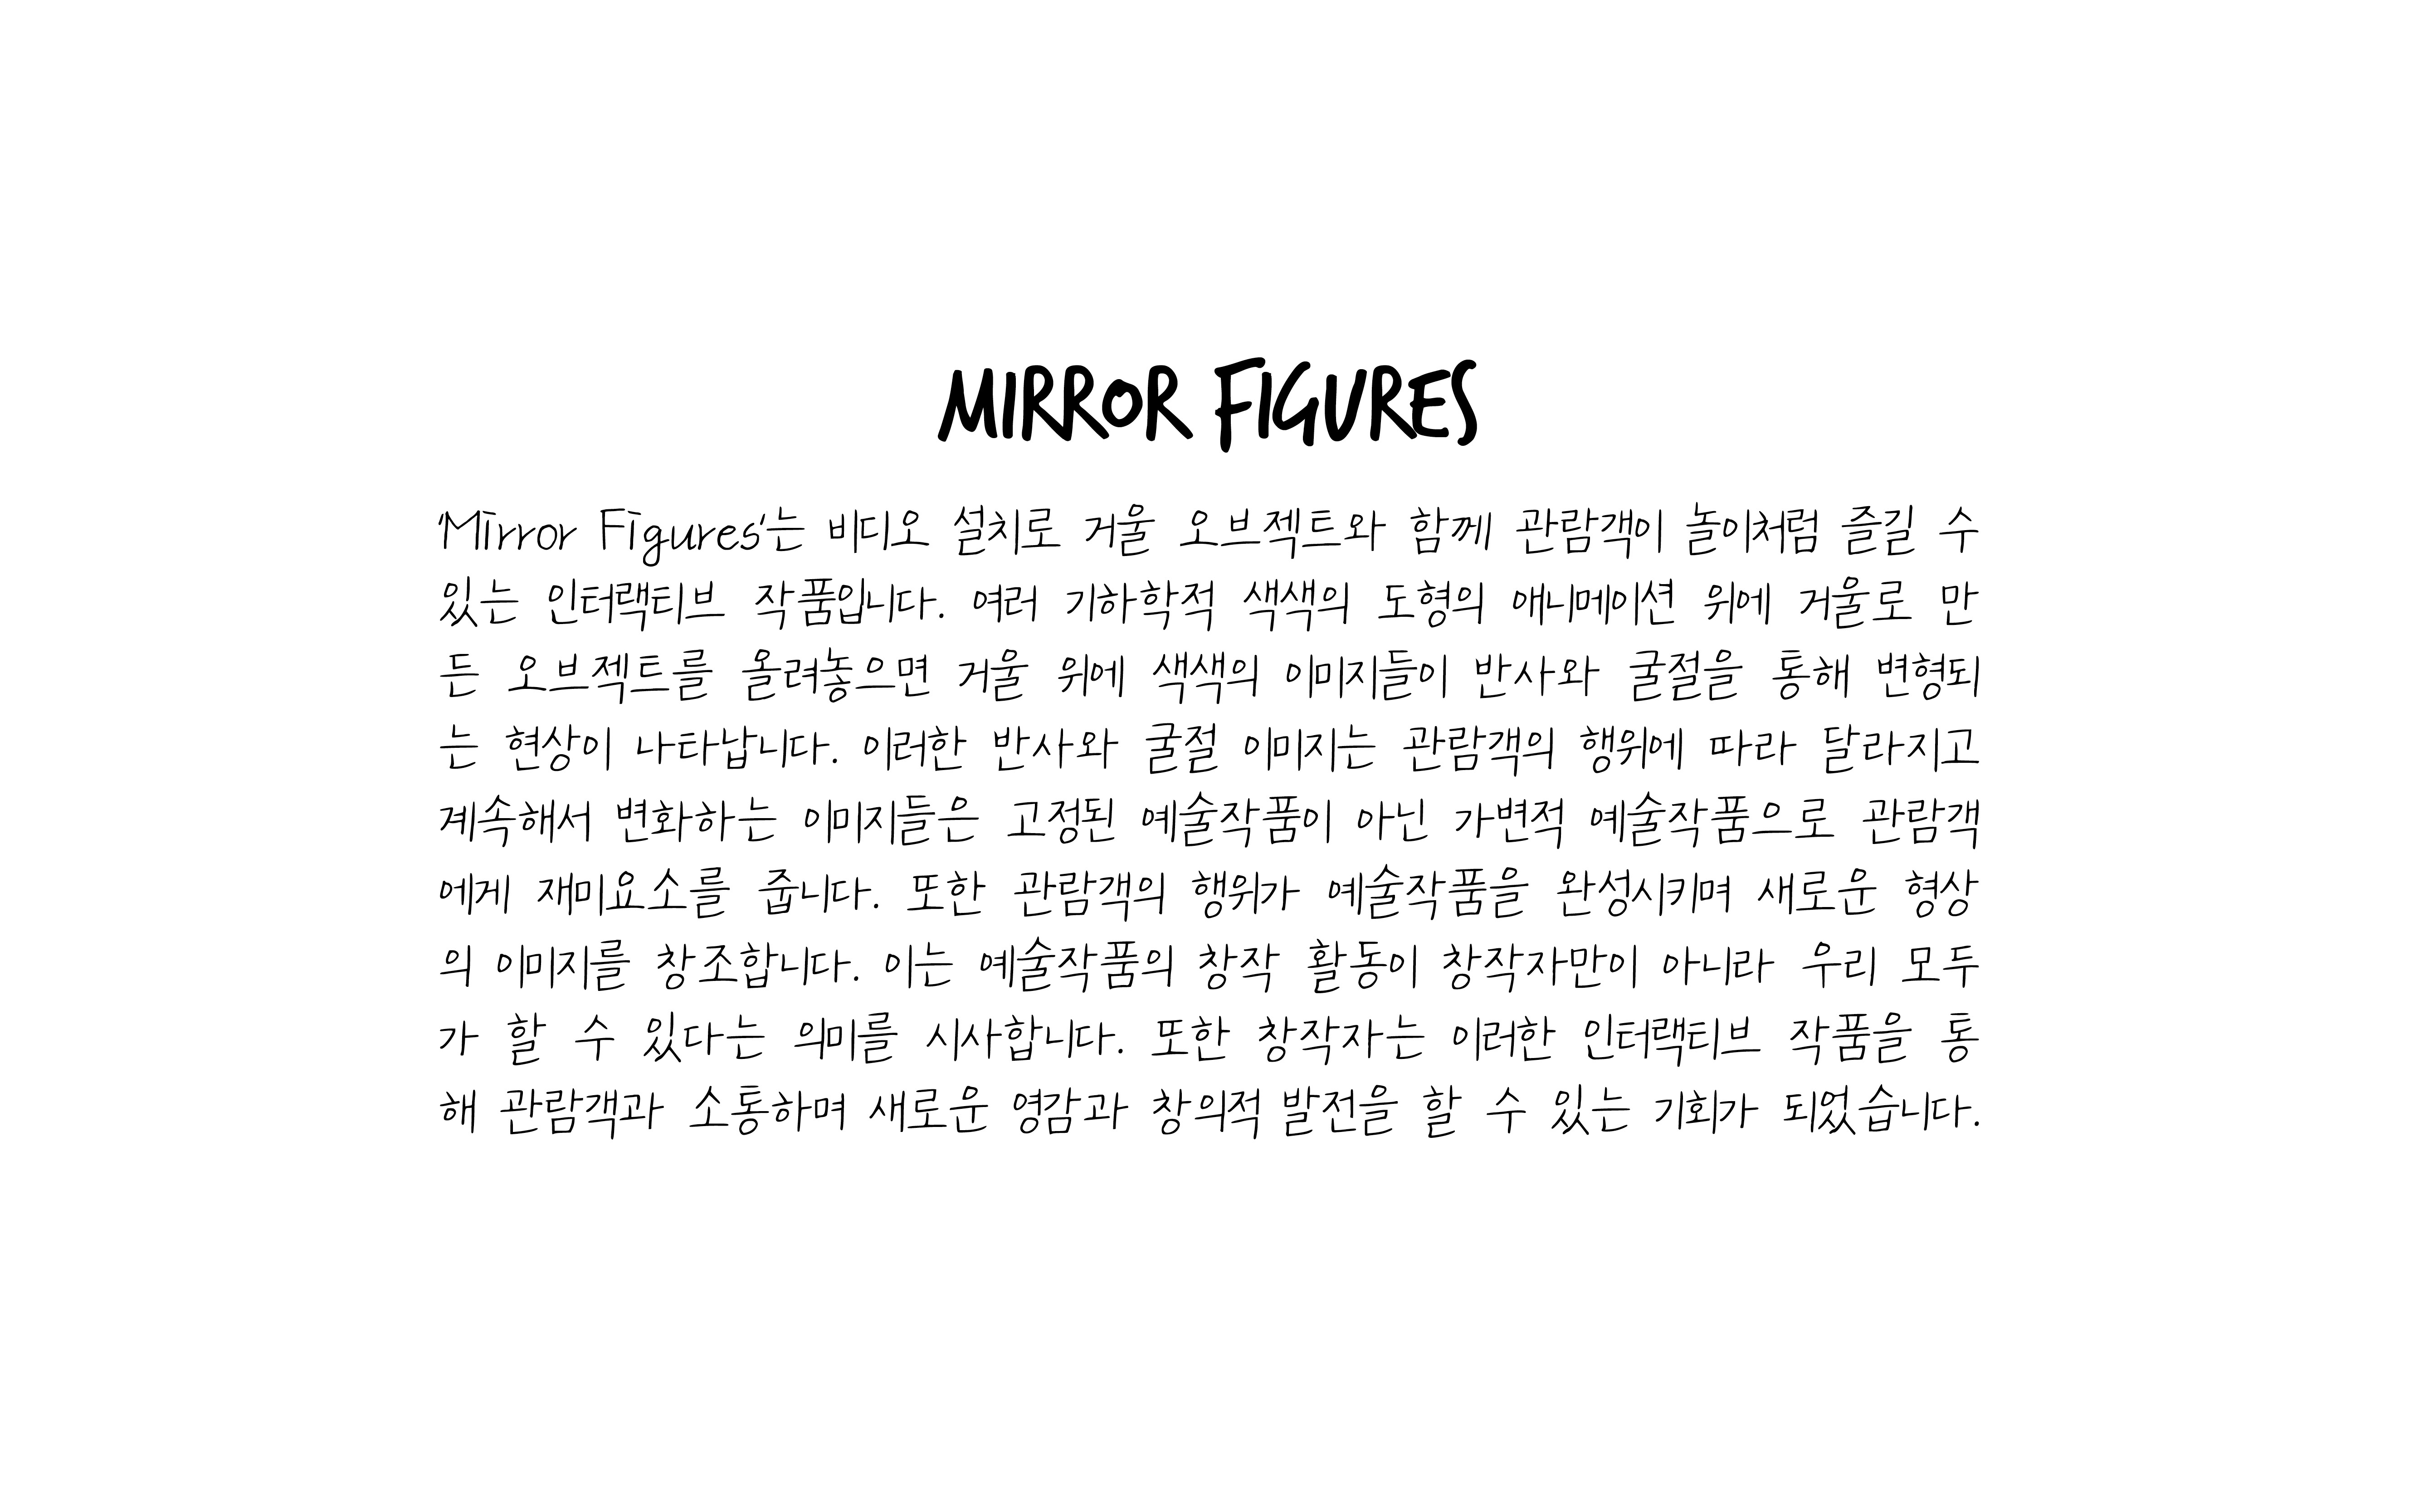 MIRROR FIGURES
'Mirror Figures'는 비디오 설치로 거울 오브젝트와 함께 관람객이 놀이처럼 즐길 수
있는 인터랙티브 작품입니다. 여러 기하학적 색색의 도형의 애니메이션 위에 거울로 만
든 오브젝트를 올려놓으면 거울 위에 색색의 이미지들이 반사와 굴절을 통해 변형되
는 현상이 나타납니다. 이러한 반사와 굴절 이미지는 관람객의 행위에 따라 달라지고
계속해서 변화하는 이미지들은 고정된 예술작품이 아닌 가변적 예술작품으로 관람객
에게 재미요소를 줍니다. 또한 관람객의 행위가 예술작품을 완성시키며 새로운 형상
의 이미지를 창조합니다. 이는 예술작품의 창작 활동이 창작자만이 아니라 우리 모두
가 할 수 있다는 의미를 시사합니다. 또한 창작자는 이러한 인터랙티브 작품을 통
해 관람객과 소통하며 새로운 영감과 창의적 발전을 할 수 있는 기회가 되었습니다.